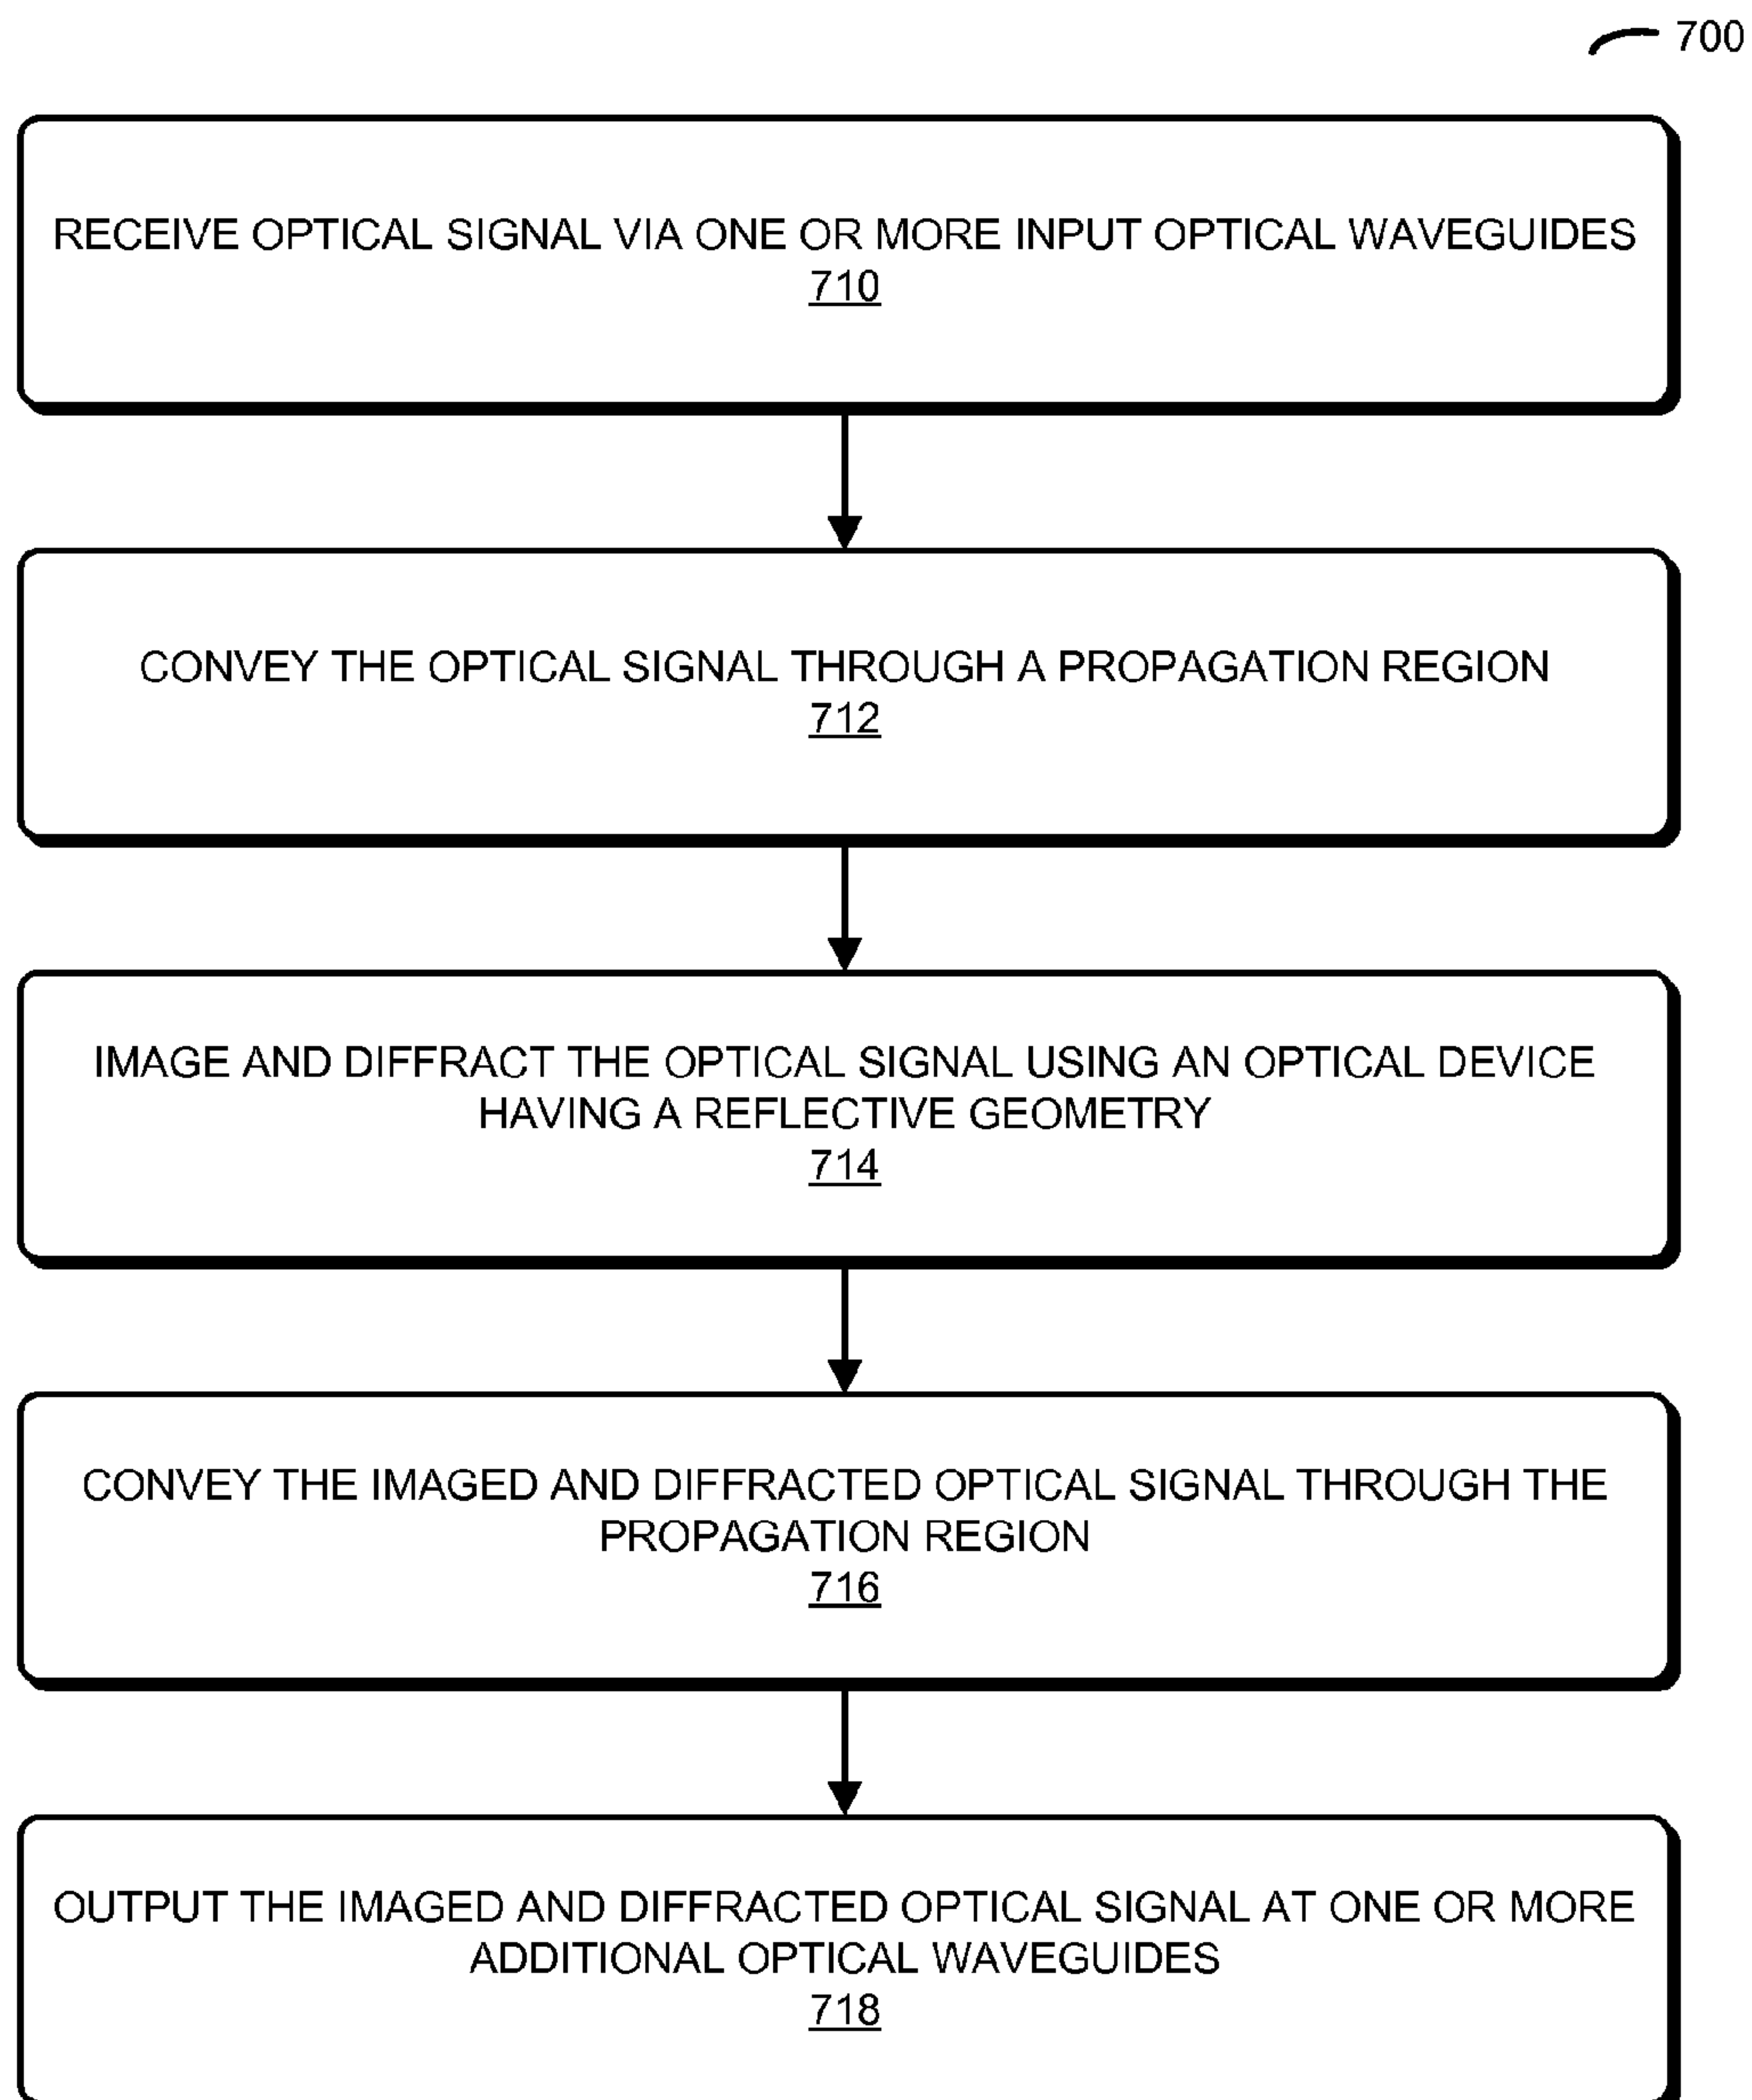 700
RECEIVE OPTICAL SIGNAL VIA ONE OR MORE INPUT OPTICAL WAVEGUIDES
710
CONVEY THE OPTICAL SIGNAL THROUGH A PROPAGATION REGION
712
IMAGE AND DIFFRACT THE OPTICAL SIGNAL USING AN OPTICAL DEVICE
HAVING A REFLECTIVE GEOMETRY
714
CONVEY THE IMAGED AND DIFFRACTED OPTICAL SIGNAL THROUGH THE
PROPAGATION REGION
716
OUTPUT THE IMAGED AND DIFFRACTED OPTICAL SIGNAL AT ONE OR MORE
ADDITIONAL OPTICAL WAVEGUIDES
718